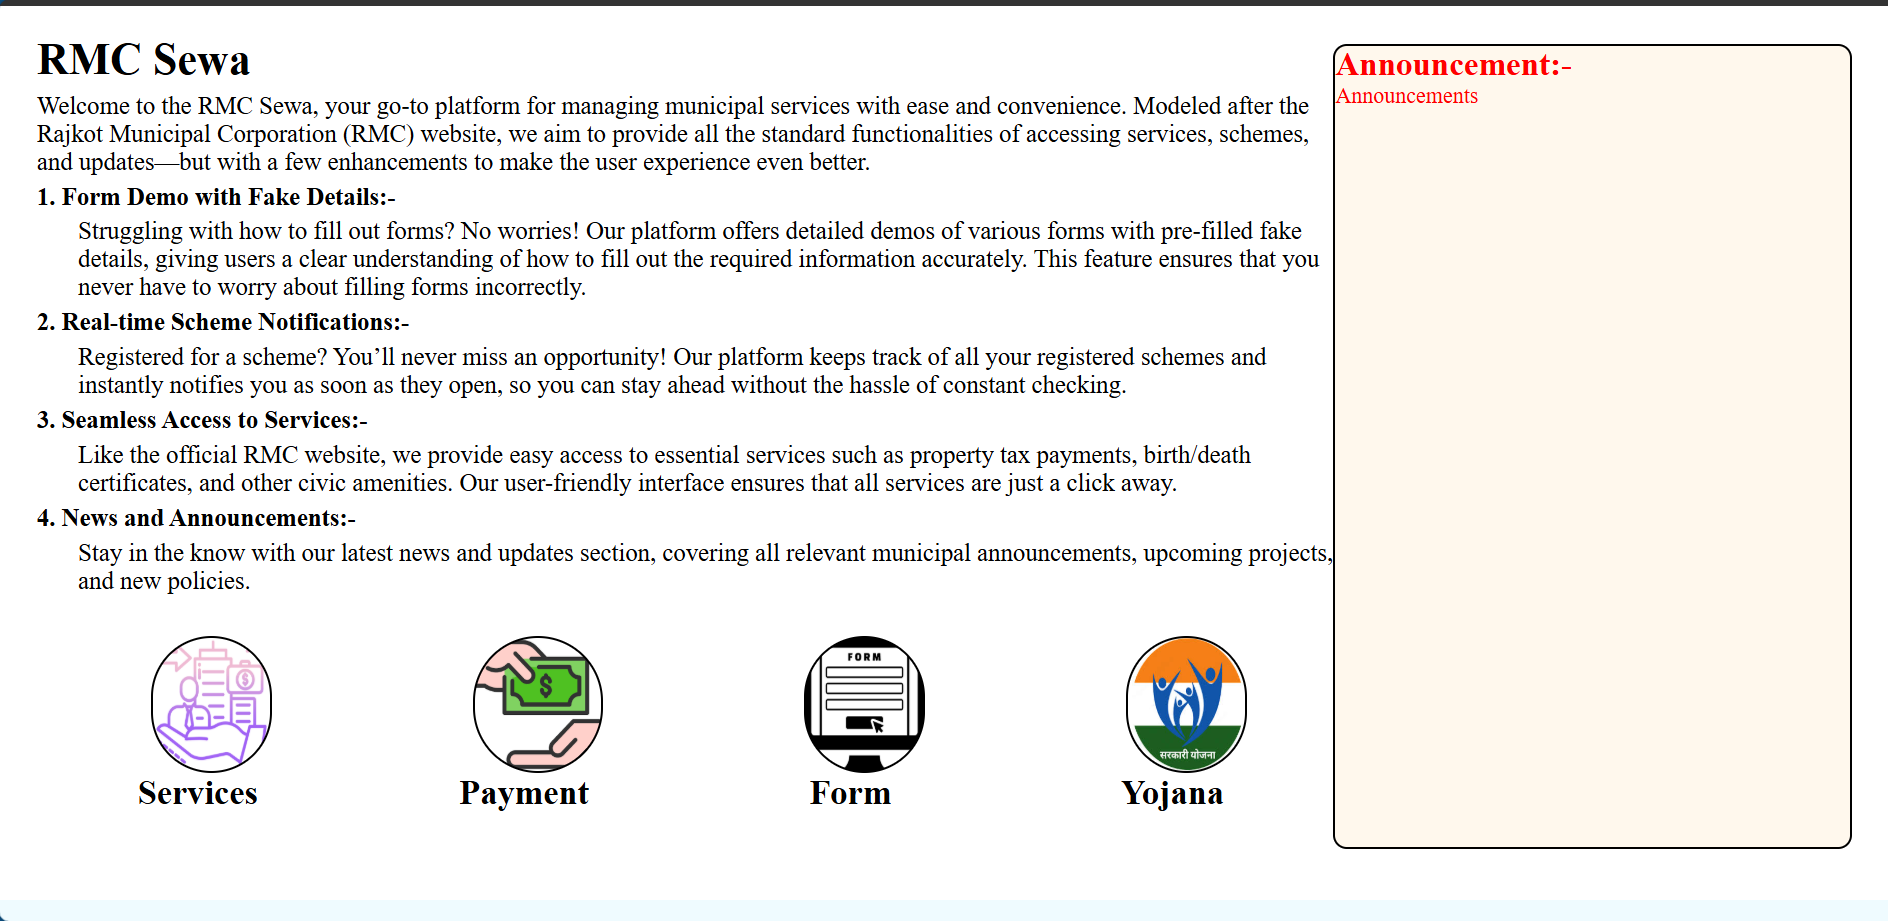 RMC Sewa
Welcome to the RMC Sewa, your go-to platform for managing municipal services with ease and convenience. Modeled after the
Rajkot Municipal Corporation (RMC) website, we aim to provide all the standard functionalities of accessing services, schemes,
and updates—but with a few enhancements to make the user experience even better.
1. Form Demo with Fake Details:-
Struggling with how to fill out forms? No worries! Our platform offers detailed demos of various forms with pre-filled fake
details, giving users a clear understanding of how to fill out the required information accurately. This feature ensures that you
never have to worry about filling forms incorrectly.
2. Real-time Scheme Notifications:-
Registered for a scheme? You’ll never miss an opportunity! Our platform keeps track of all your registered schemes and
instantly notifies you as soon as they open, so you can stay ahead without the hassle of constant checking.
3. Seamless Access to Services:-
Like the official RMC website, we provide easy access to essential services such as property tax payments, birth/death
certificates, and other civic amenities. Our user-friendly interface ensures that all services are just a click away.
4. News and Announcements:-
Stay in the know with our latest news and updates section, covering all relevant municipal announcements, upcoming projects,
and new policies.
Announcement:-
Announcements
$
$
FORM
सरकारी योजना
Services
Payment
Form
Yojana